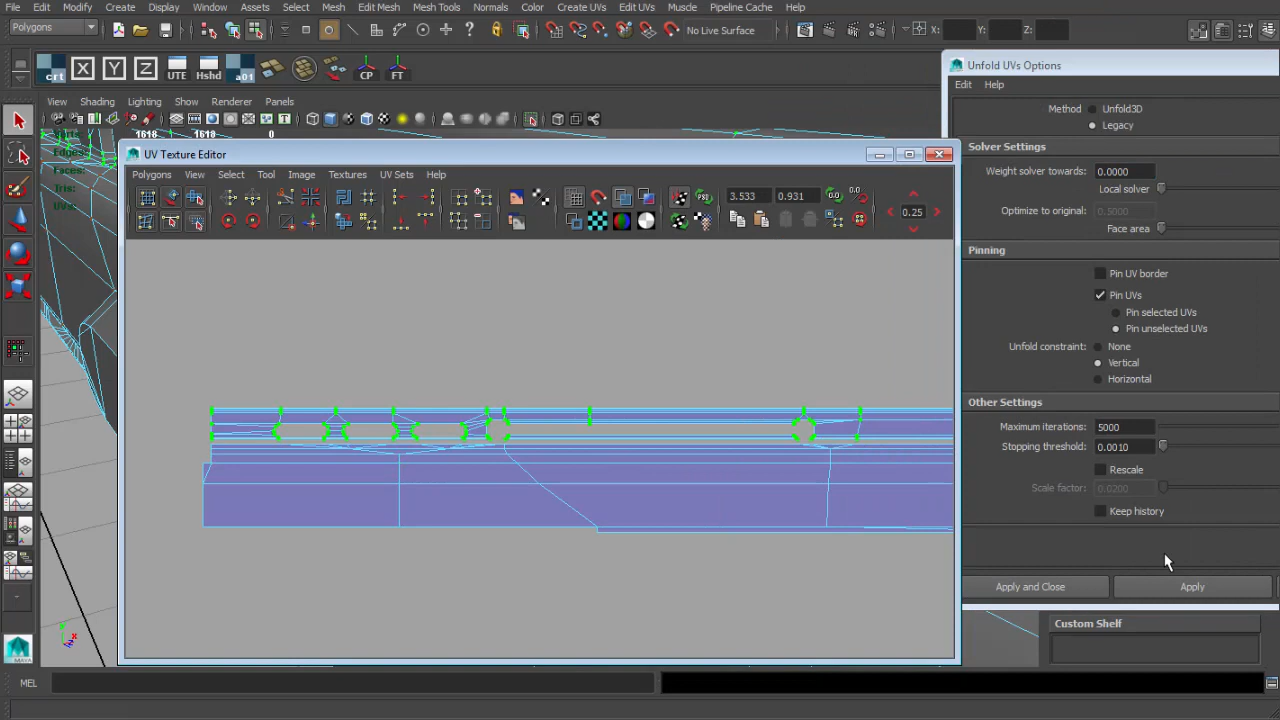 File Edit Modify Create Display Window Assets Select Mesh Edit Mesh Mesh Tools Normals Color Create UVs Edit UVs Muscle Pipeline Cache Help
Polygons No Live Surface X: Y: Z:
crt X Y Z UTE Hshd a01 CP FT
View Shading Lighting Show Renderer Panels
1618 1618 0
Edges:
Faces:
Tris:
UVs:
UV Texture Editor
Polygons View Select Tool Image Textures UV Sets Help
3.533 0.931
0.25
Unfold UVs Options
Edit Help
Method Unfold3D
Legacy
Solver Settings
Weight solver towards: 0.0000
Local solver
Optimize to original: 0.5000
Face area
Pinning
Pin UV border
Pin UVs
Pin selected UVs
Pin unselected UVs
Unfold constraint: None
Vertical
Horizontal
Other Settings
Maximum iterations: 5000
Stopping threshold: 0.0010
Rescale
Scale factor: 0.0200
Keep history
Apply and Close Apply
Custom Shelf
MAYA
MEL